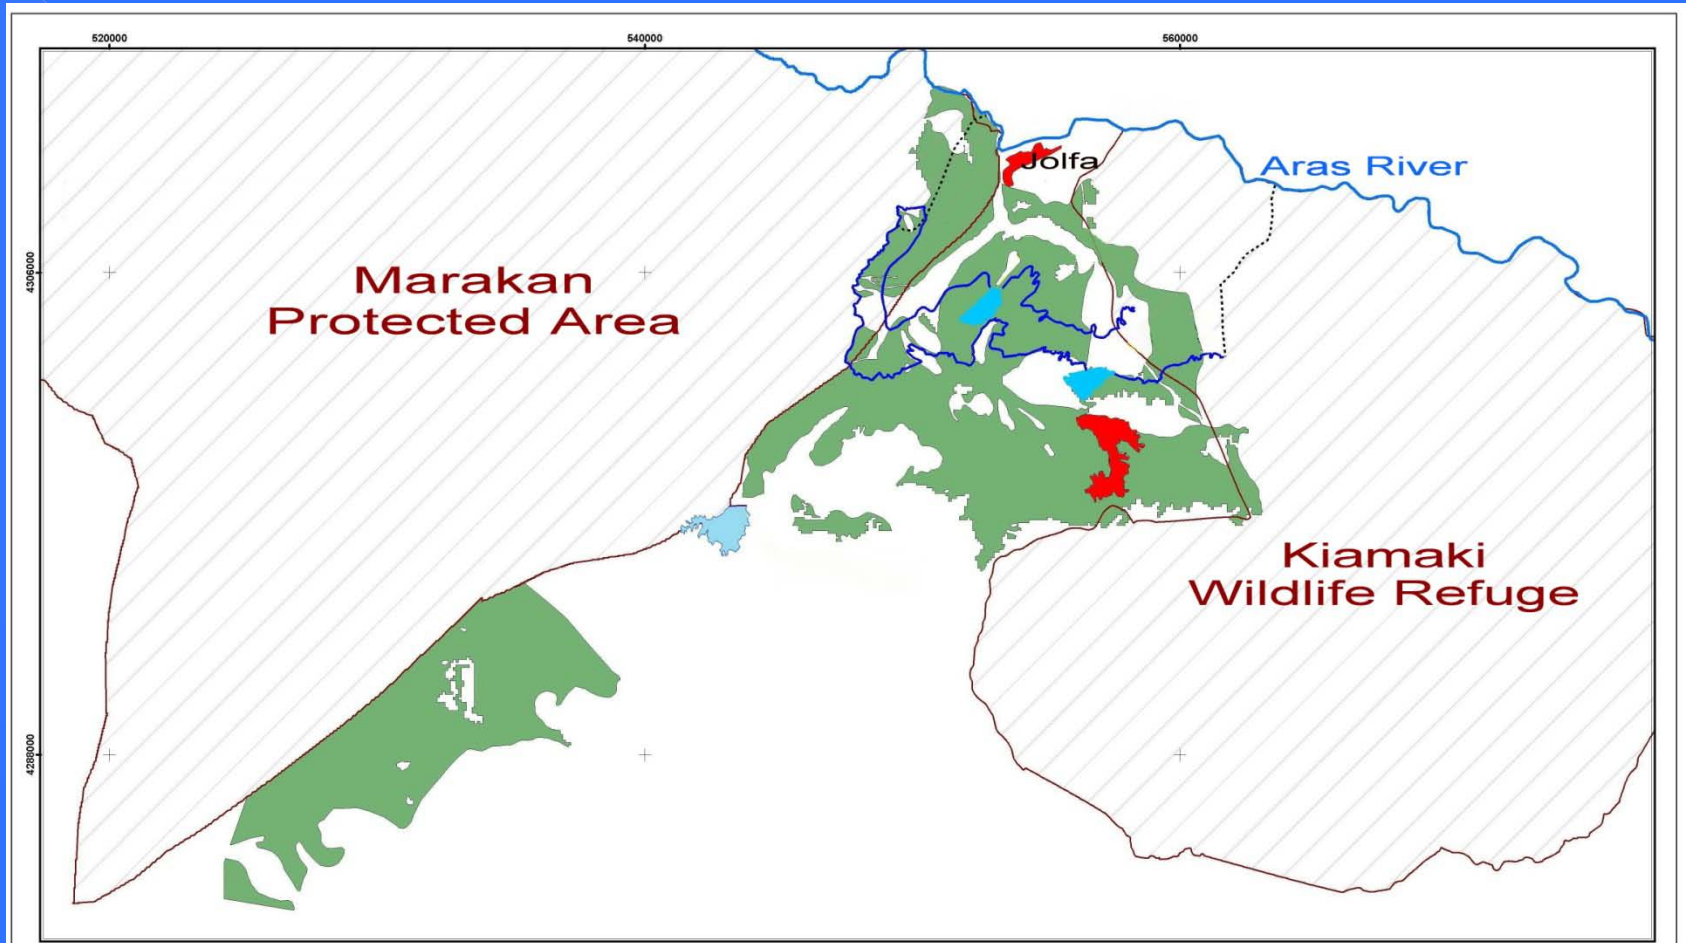 520000
540000
560000
Jolfa
Aras River
4306000
Marakan
Protected Area
Kiamaki
Wildlife Refuge
4288000